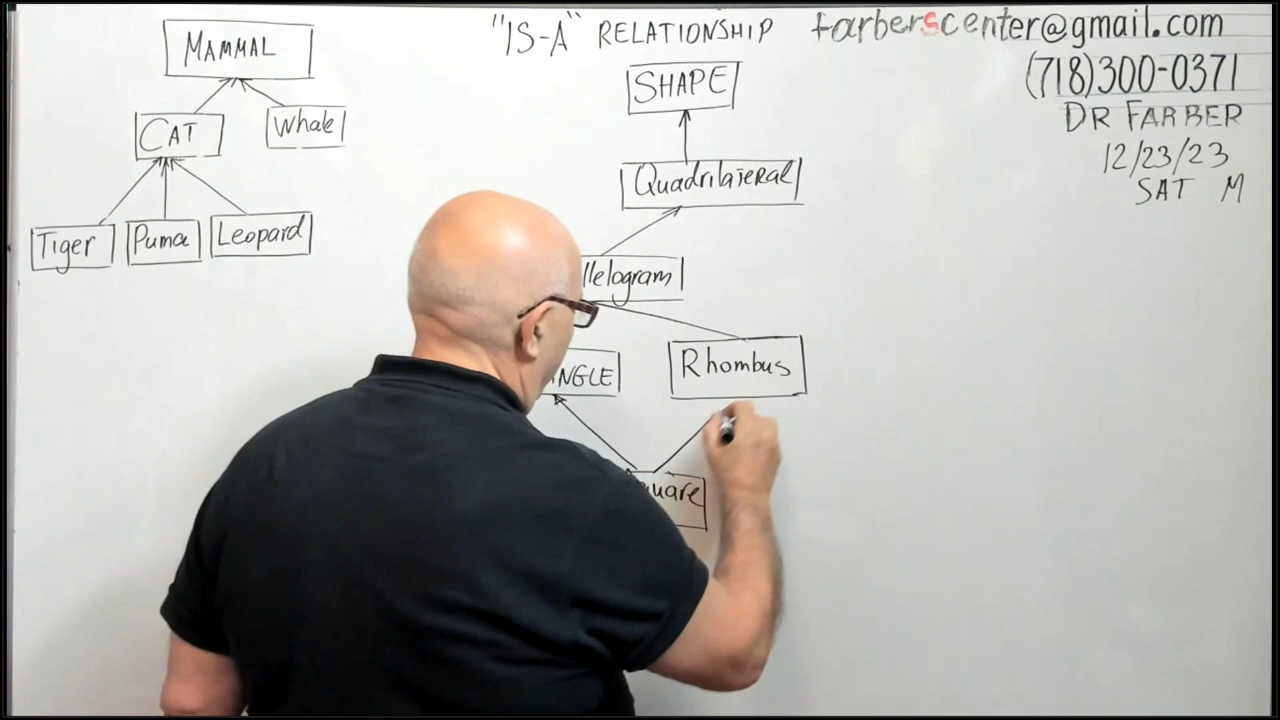 "IS-A" RELATIONSHIP
farberscenter@gmail.com
(718)300-0371
DR FARBER
12/23/23
SAT M
MAMMAL
CAT
Whale
Tiger
Puma
Leopard
SHAPE
Quadrilateral
llelogram
NGLE
Rhombus
uare